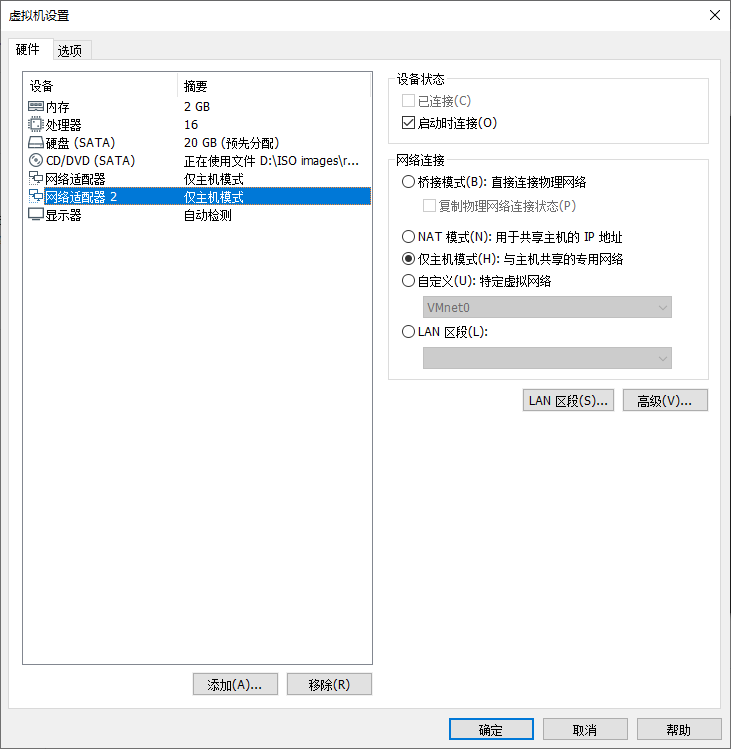 虚拟机设置
硬件 选项
设备 摘要
内存 2 GB
处理器 16
硬盘 (SATA) 20 GB (预先分配)
CD/DVD (SATA) 正在使用文件 D:\ISO images\r...
网络适配器 仅主机模式
网络适配器 2 仅主机模式
显示器 自动检测
添加(A)... 移除(R)
设备状态
已连接(C)
启动时连接(O)
网络连接
桥接模式(B): 直接连接物理网络
复制物理网络连接状态(P)
NAT 模式(N): 用于共享主机的 IP 地址
仅主机模式(H): 与主机共享的专用网络
自定义(U): 特定虚拟网络
VMnet0
LAN 区段(L):
LAN 区段(S)... 高级(V)...
确定 取消 帮助